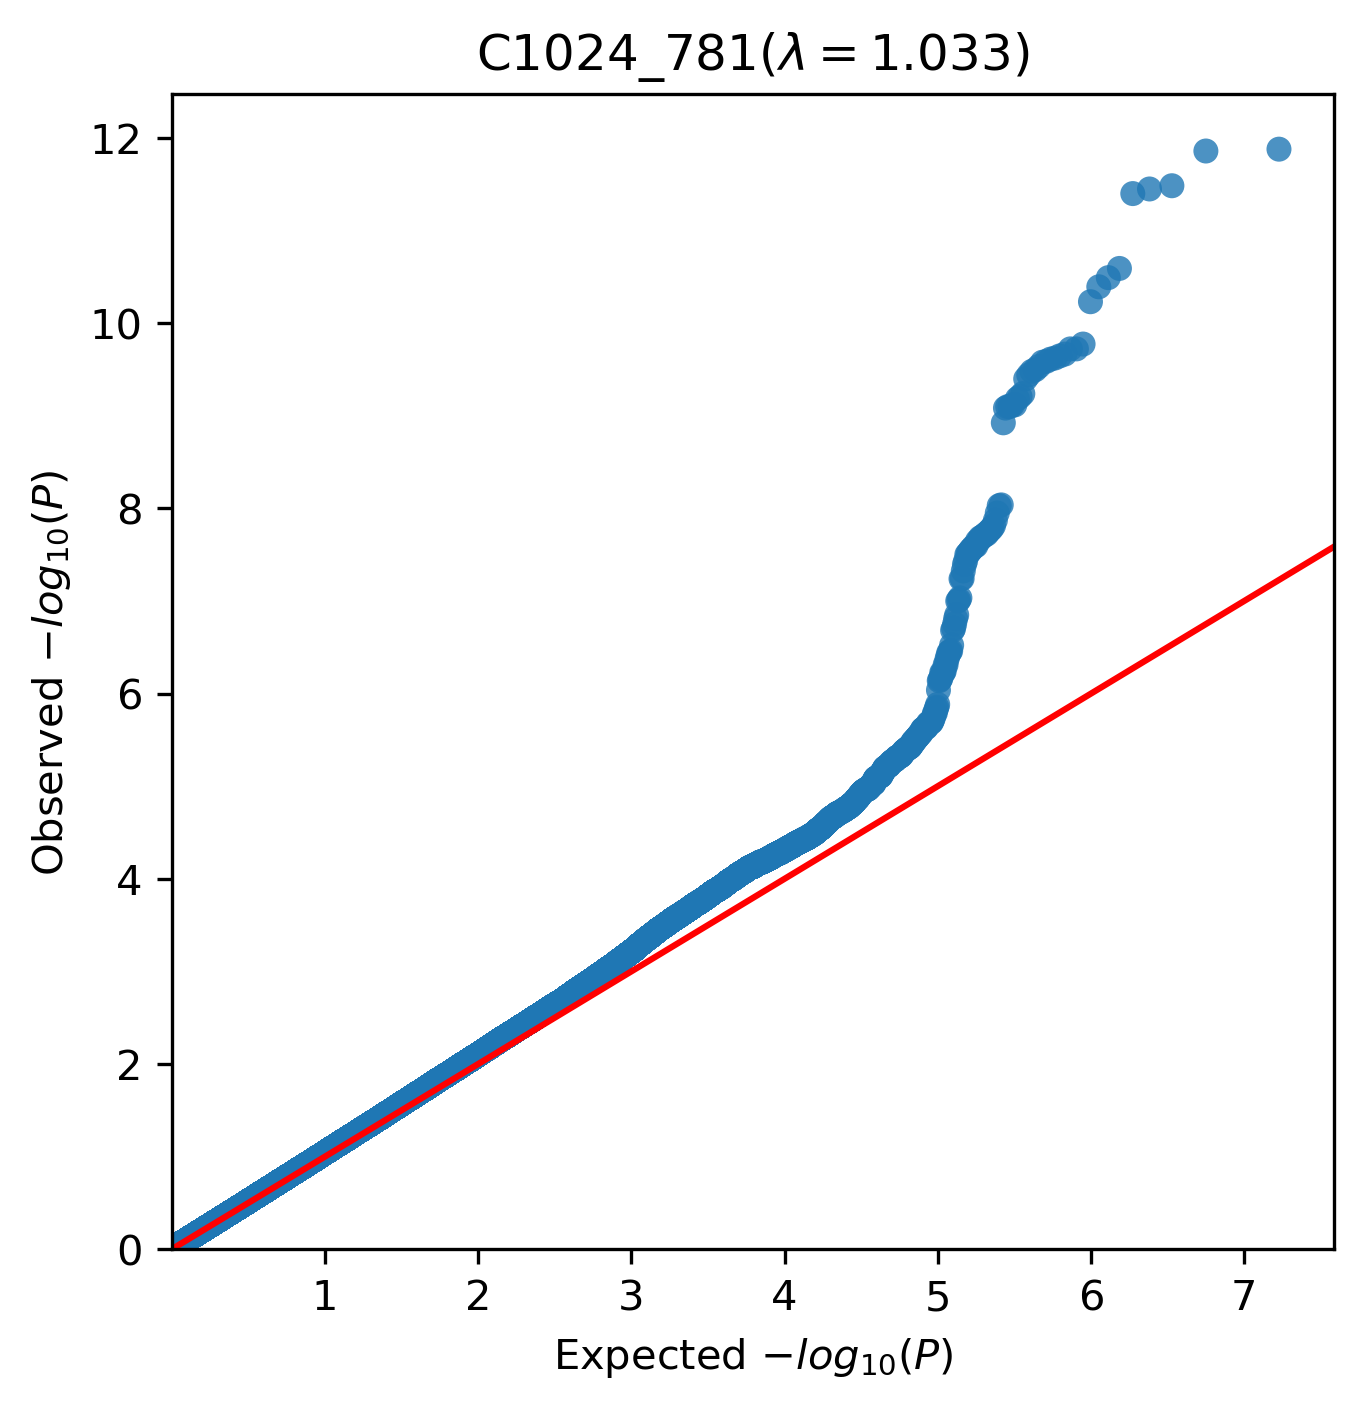 C1024_781(λ = 1.033)
12
10
8
6
4
2
0
Observed −log₁₀(P)
1 2 3 4 5 6 7
Expected −log₁₀(P)